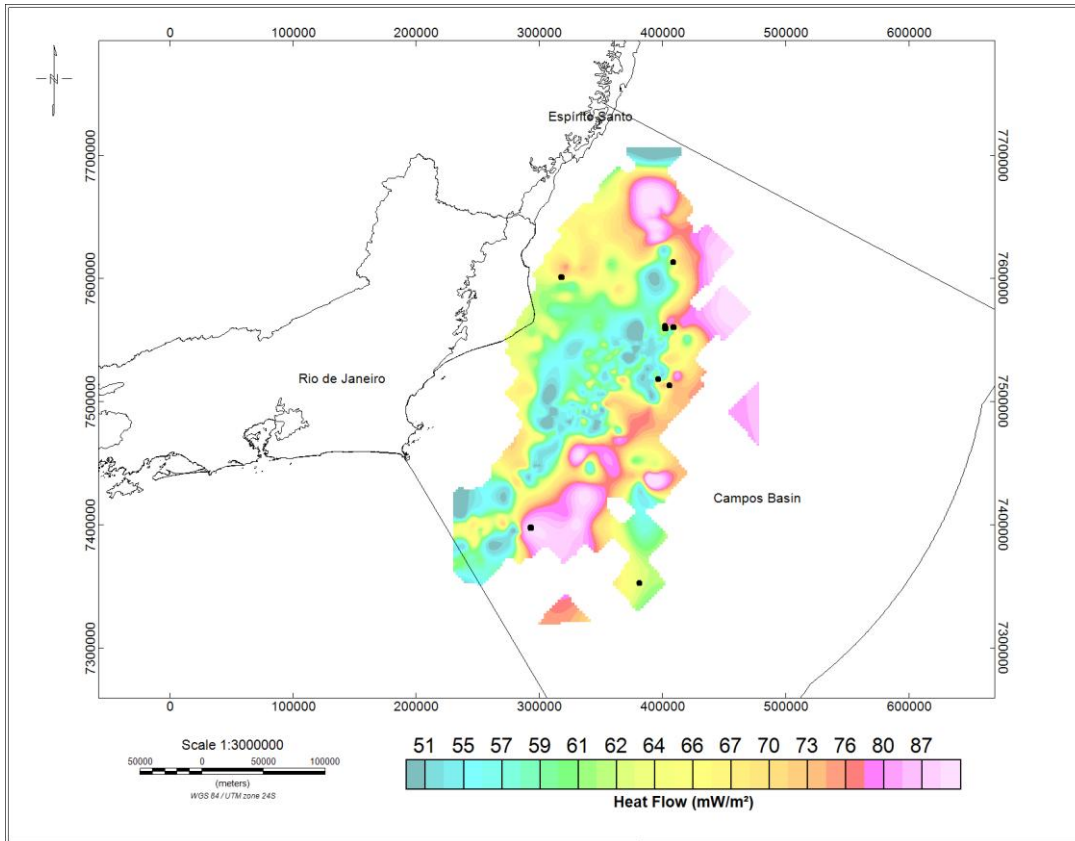 0 100000 200000 300000 400000 500000 600000
N
Espírito Santo
7700000 7700000
7600000 7600000
Rio de Janeiro
7500000 7500000
Campos Basin
7400000 7400000
7300000 7300000
0 100000 200000 300000 400000 500000 600000
Scale 1:3000000
50000 0 50000 100000
(meters)
WGS 84 / UTM zone 24S
51 55 57 59 61 62 64 66 67 70 73 76 80 87
Heat Flow (mW/m²)